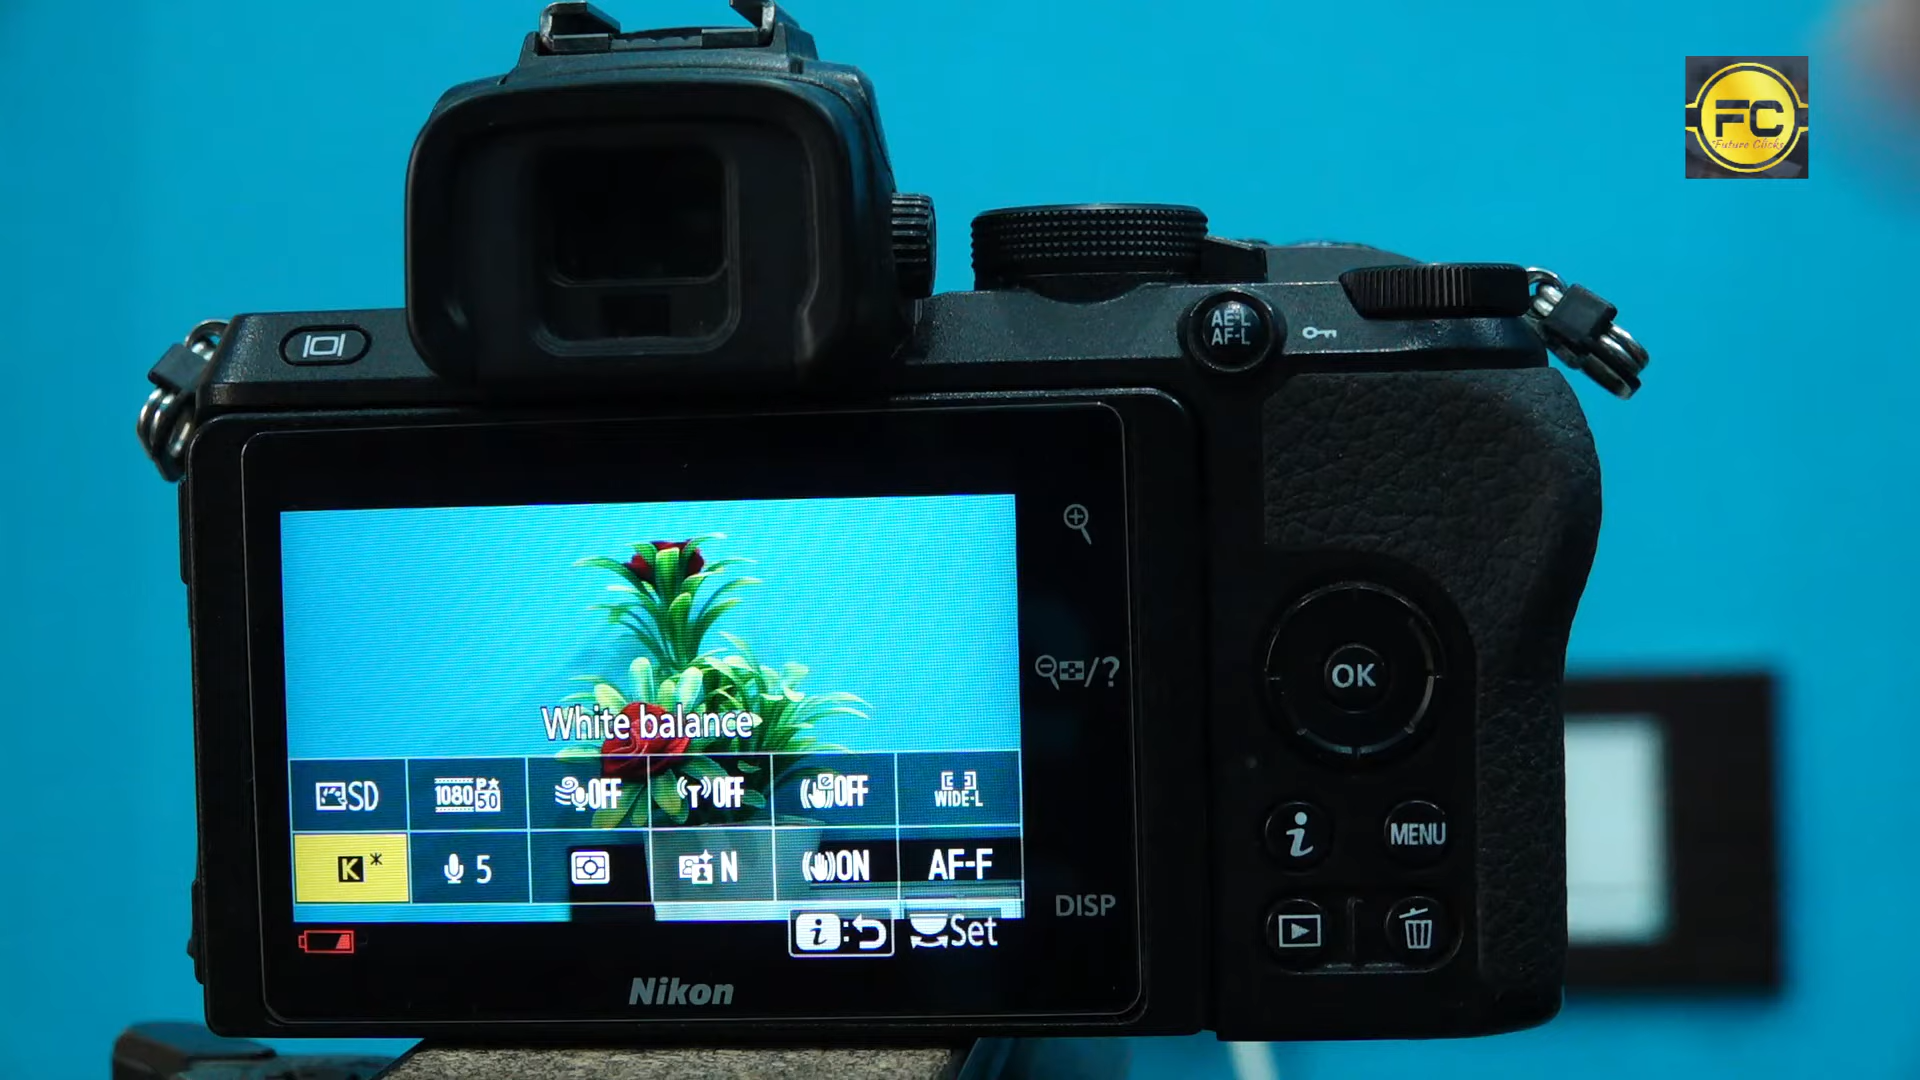 FC
Future Clicks
AE-L
AF-L
White balance
SD
1080 50
OFF
OFF
OFF
WIDE-L
K*
5
N
ON
AF-F
i
Set
Nikon
/?
DISP
OK
i
MENU